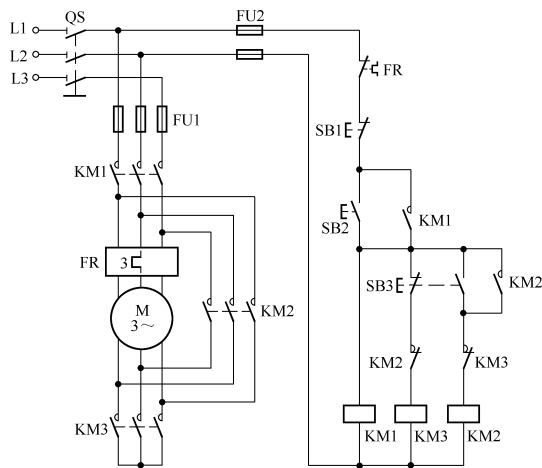 L1 QS FU2
L2
L3
FR
FU1
SB1
KM1
SB2 KM1
FR 3
SB3 KM2
M
3~
KM2
KM2 KM3
KM3
KM1 KM3 KM2